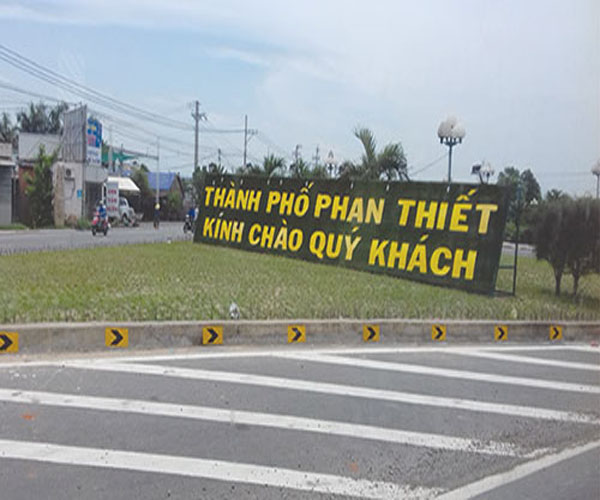 THÀNH PHỐ PHAN THIẾT
KÍNH CHÀO QUÝ KHÁCH